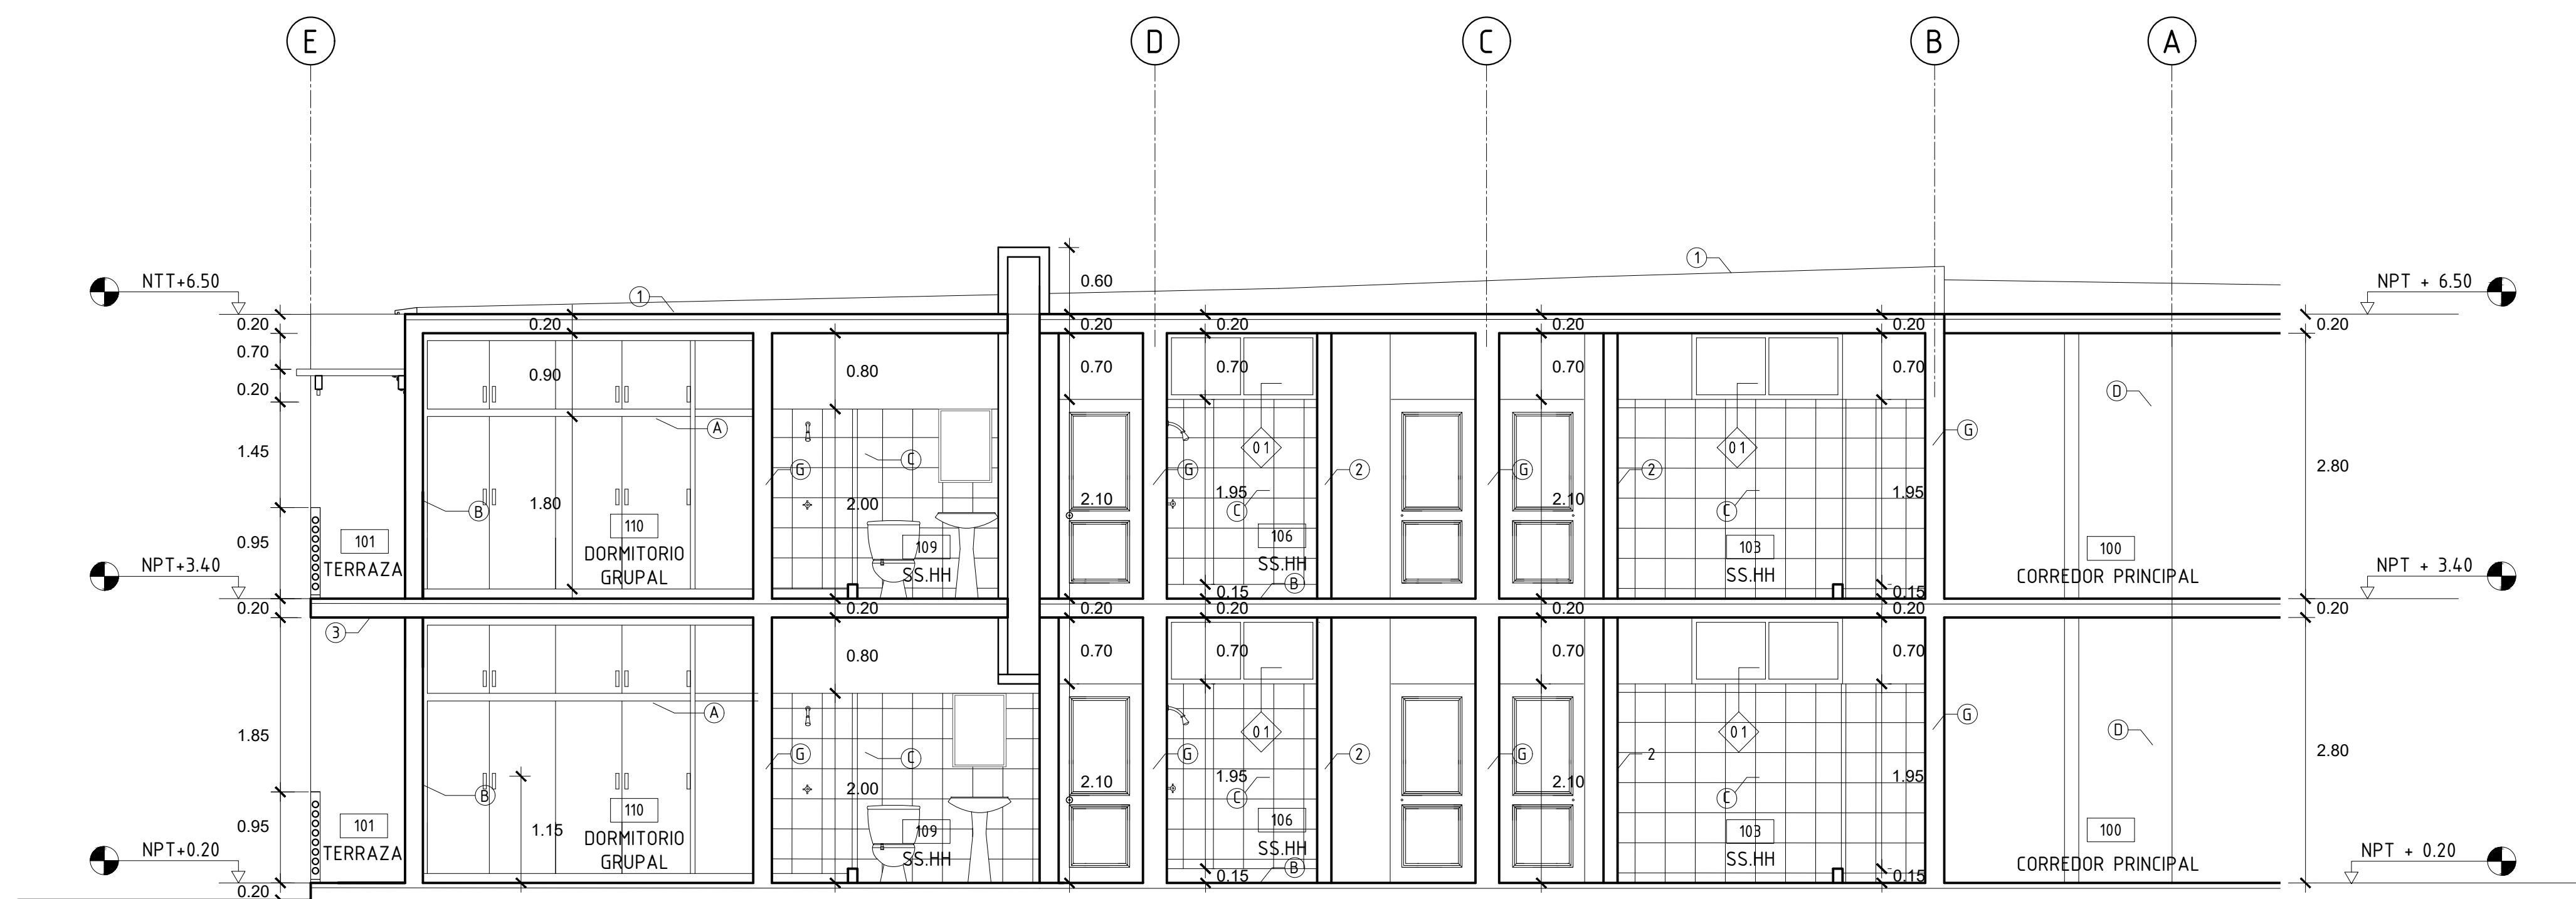 E
D
C
B
A
1
1
NTT+6.50
NPT + 6.50
0.60
0.20
0.20
0.20
0.20
0.20
0.20
0.20
0.70
0.90
0.80
0.70
0.70
0.70
0.70
0.20
D
A
G
1.45
C
G
01
G
2
G
2
01
2.80
1.80
2.00
2.10
1.95
2.10
1.95
B
C
C
110
106
0.95
101
DORMITORIO
109
SS.HH
103
100
NPT+3.40
TERRAZA
GRUPAL
SS.HH
B
SS.HH
CORREDOR PRINCIPAL
NPT + 3.40
0.15
0.15
0.20
0.20
0.20
0.20
0.20
0.20
0.20
3
0.80
0.70
0.70
0.70
0.70
A
G
1.85
C
G
01
G
2
G
2
01
D
2.80
2.00
2.10
1.95
2.10
1.95
B
C
C
110
106
0.95
101
1.15
DORMITORIO
109
SS.HH
103
100
NPT+0.20
TERRAZA
GRUPAL
SS.HH
B
SS.HH
CORREDOR PRINCIPAL
NPT + 0.20
0.15
0.15
0.20